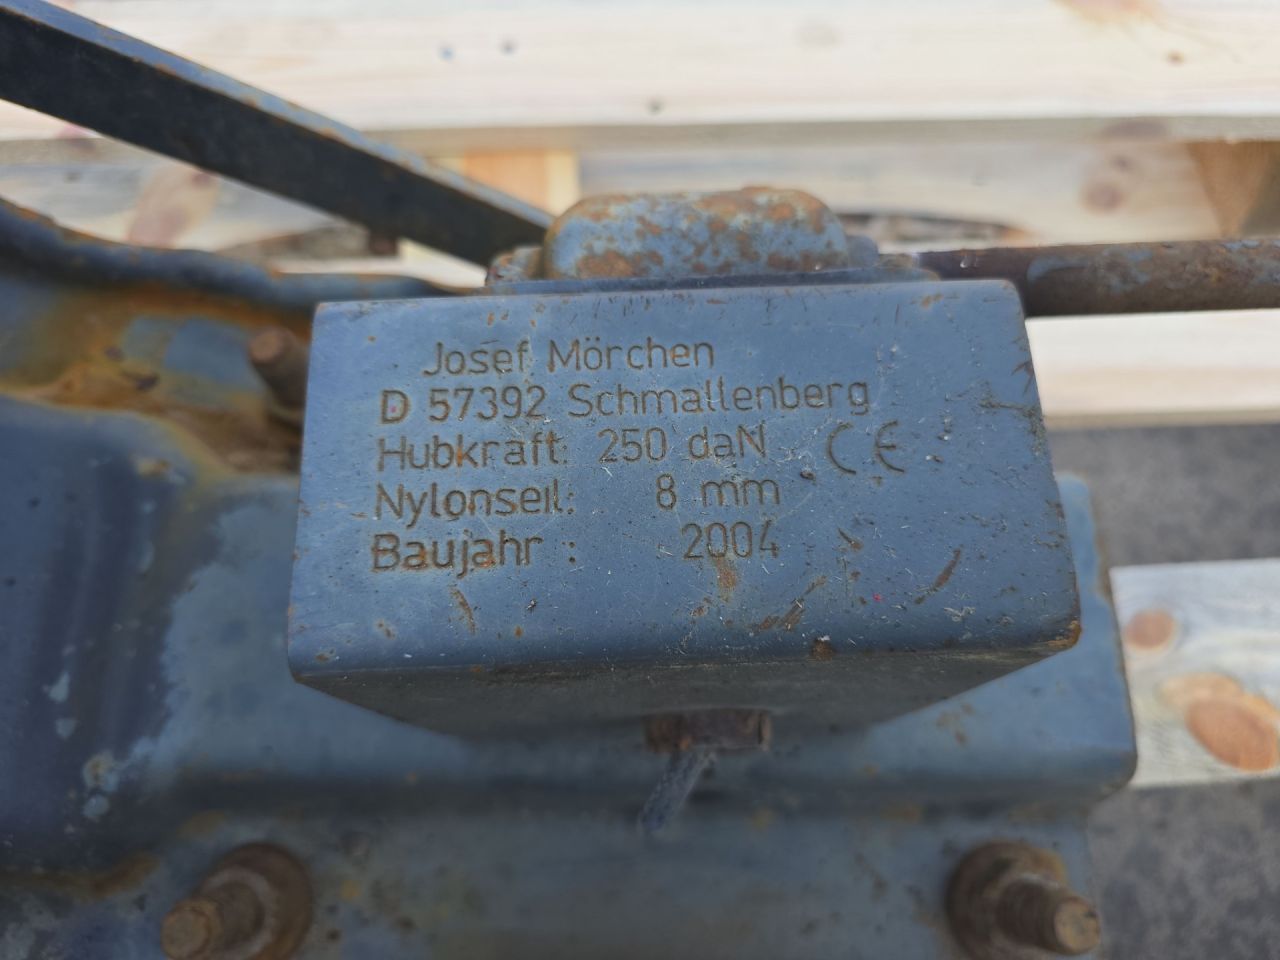 Josef Mörchen
D 57392 Schmallenberg
Hubkraft: 250 daN CE
Nylonseil: 8 mm
Baujahr : 2004